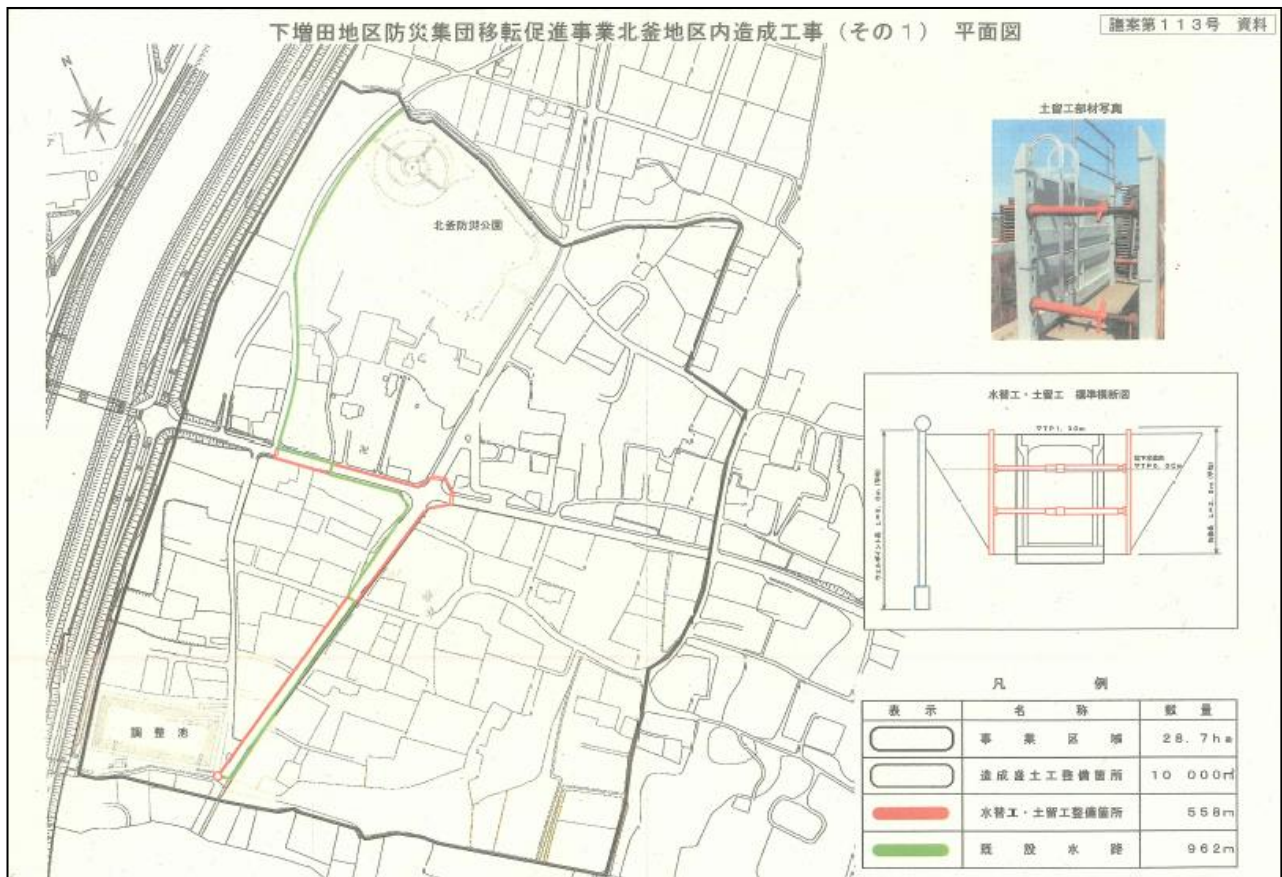 下増田地区防災集団移転促進事業北釜地区内造成工事（その１） 平面図
議案第１１３号 資料
N
土留工部材写真
北釜防災公園
水替工・土留工 標準横断図
▽TP1.
調整池
凡 例
表 示 名 称 数 量
事 業 区 域 28.7ha
造成盛土工整備箇所 10 000㎡
水替工・土留工整備箇所 558m
既 設 水 路 962m